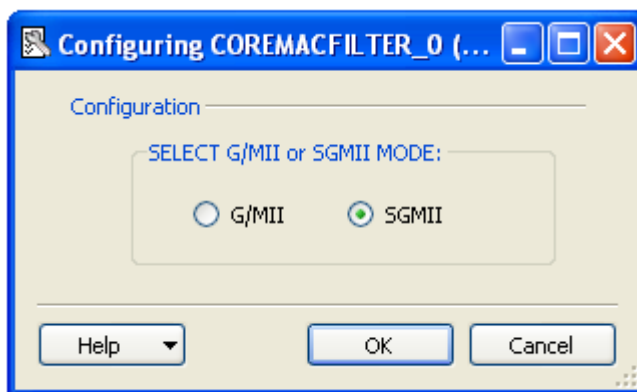 Configuring COREMACFILTER_0 (...
Configuration
SELECT G/MII or SGMII MODE:
G/MII SGMII
Help OK Cancel